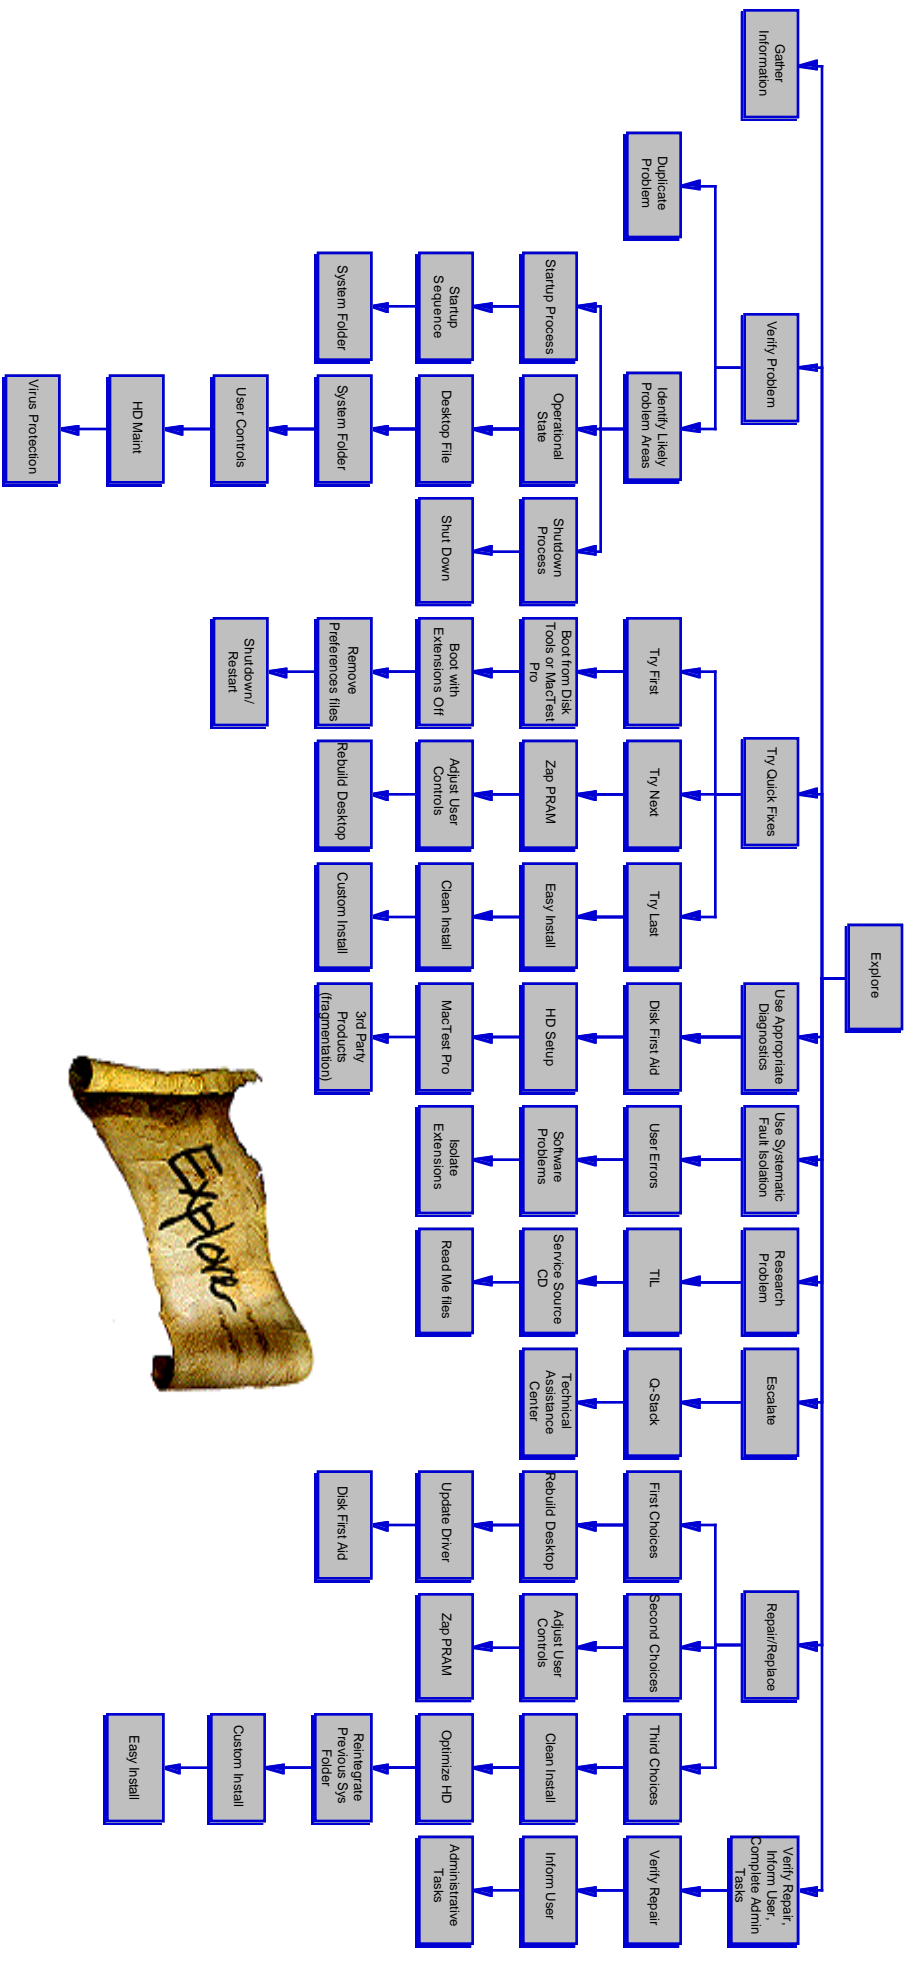 Explore
Gather
Information
Verify Problem
Duplicate
Problem
Identify Likely
Problem Areas
Startup Process
Startup
Sequence
System Folder
Operational
State
Desktop File
System Folder
User Controls
HD Maint
Virus Protection
Shutdown
Process
Shut Down
Try Quick Fixes
Try First
Boot from Disk
Tools or MacTest
Pro
Boot with
Extensions Off
Remove
Preferences files
Shutdown/
Restart
Try Next
Zap PRAM
Adjust User
Controls
Rebuild Desktop
Try Last
Easy Install
Clean Install
Custom Install
Use Appropriate
Diagnostics
Disk First Aid
HD Setup
MacTest Pro
3rd Party
Products
(fragmentation)
Use Systematic
Fault Isolation
User Errors
Software
Problems
Isolate
Extensions
Research
Problem
TIL
Service Source
CD
Read Me files
Escalate
Q-Stack
Technical
Assistance
Center
Repair/Replace
First Choices
Rebuild Desktop
Update Driver
Disk First Aid
Second Choices
Adjust User
Controls
Zap PRAM
Third Choices
Clean Install
Optimize HD
Reintegrate
Previous Sys
Folder
Custom Install
Easy Install
Verify Repair,
Inform User,
Complete Admin
Tasks
Verify Repair
Inform User
Administrative
Tasks
Explore